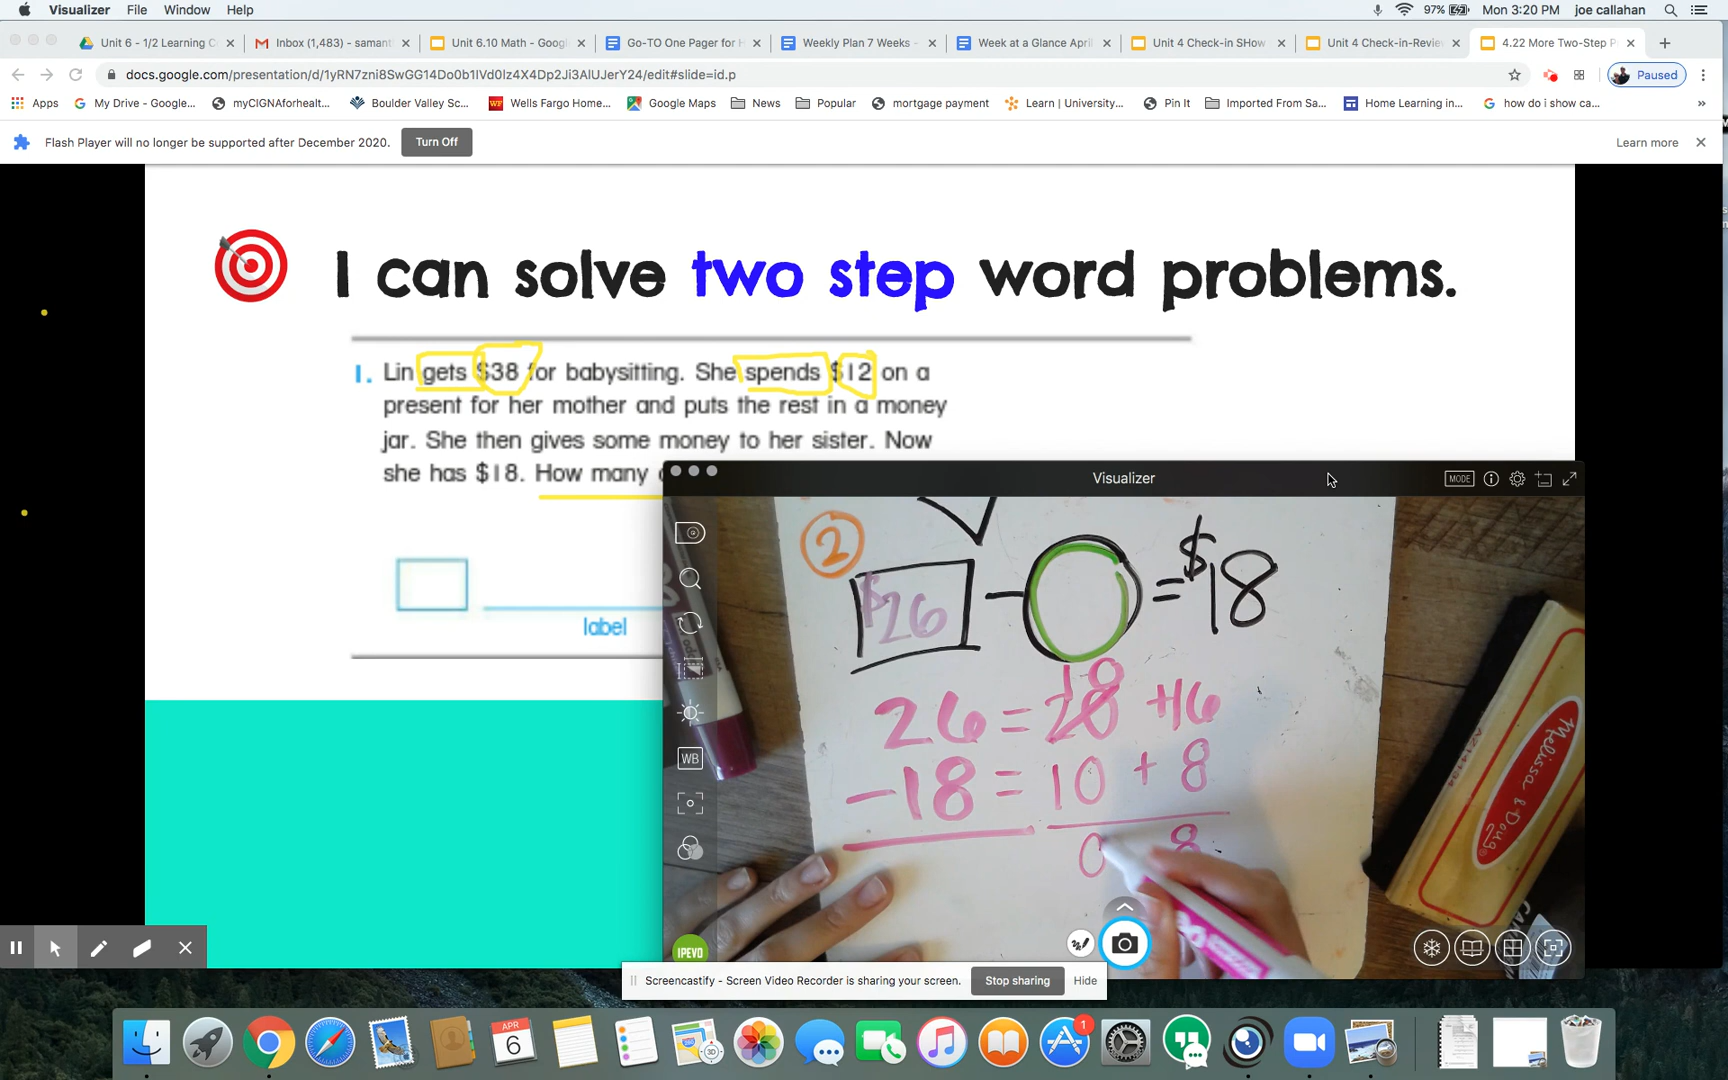 Visualizer File Window Help 97% Mon 3:20 PM joe callahan
Unit 6 - 1/2 Learning C Inbox (1,483) - samant Unit 6.10 Math - Googl Go-TO One Pager for H Weekly Plan 7 Weeks - Week at a Glance April Unit 4 Check-in SHow Unit 4 Check-in-Revie 4.22 More Two-Step P
docs.google.com/presentation/d/1yRN7zni8SwGG14Do0b1lVd0Iz4X4Dp2Ji3AlUJerY24/edit#slide=id.p Paused
Apps My Drive - Google... myCIGNAforhealt... Boulder Valley Sc... Wells Fargo Home... Google Maps News Popular mortgage payment Learn | University... Pin It Imported From Sa... Home Learning in... how do i show ca... »
Flash Player will no longer be supported after December 2020. Turn Off Learn more
I can solve two step word problems.
1. Lin gets $38 for babysitting. She spends $12 on a
present for her mother and puts the rest in a money
jar. She then gives some money to her sister. Now
she has $18. How many
label
Visualizer
MODE
2
$26 - = $18
10
26 = 20 + 16
- 18 = 10 + 8
0 8
WB
IPEVO
Melissa & Doug
Screencastify - Screen Video Recorder is sharing your screen. Stop sharing Hide
APR
6
3D
1